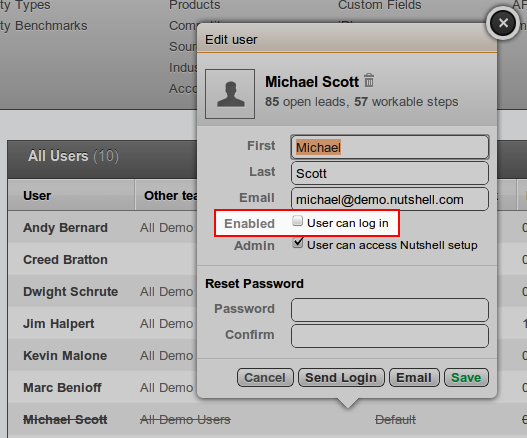 ty Types Products Custom Fields
ty Benchmarks
Edit user
Michael Scott
85 open leads, 57 workable steps
First Michael
Last Scott
Email michael@demo.nutshell.com
Enabled User can log in
Admin User can access Nutshell setup
Reset Password
Password
Confirm
Cancel Send Login Email Save
All Users (10)
User Other tea
Andy Bernard All Demo
Creed Bratton
Dwight Schrute All Demo
Jim Halpert All Demo
Kevin Malone All Demo
Marc Benioff All Demo
Michael Scott All Demo Users Default